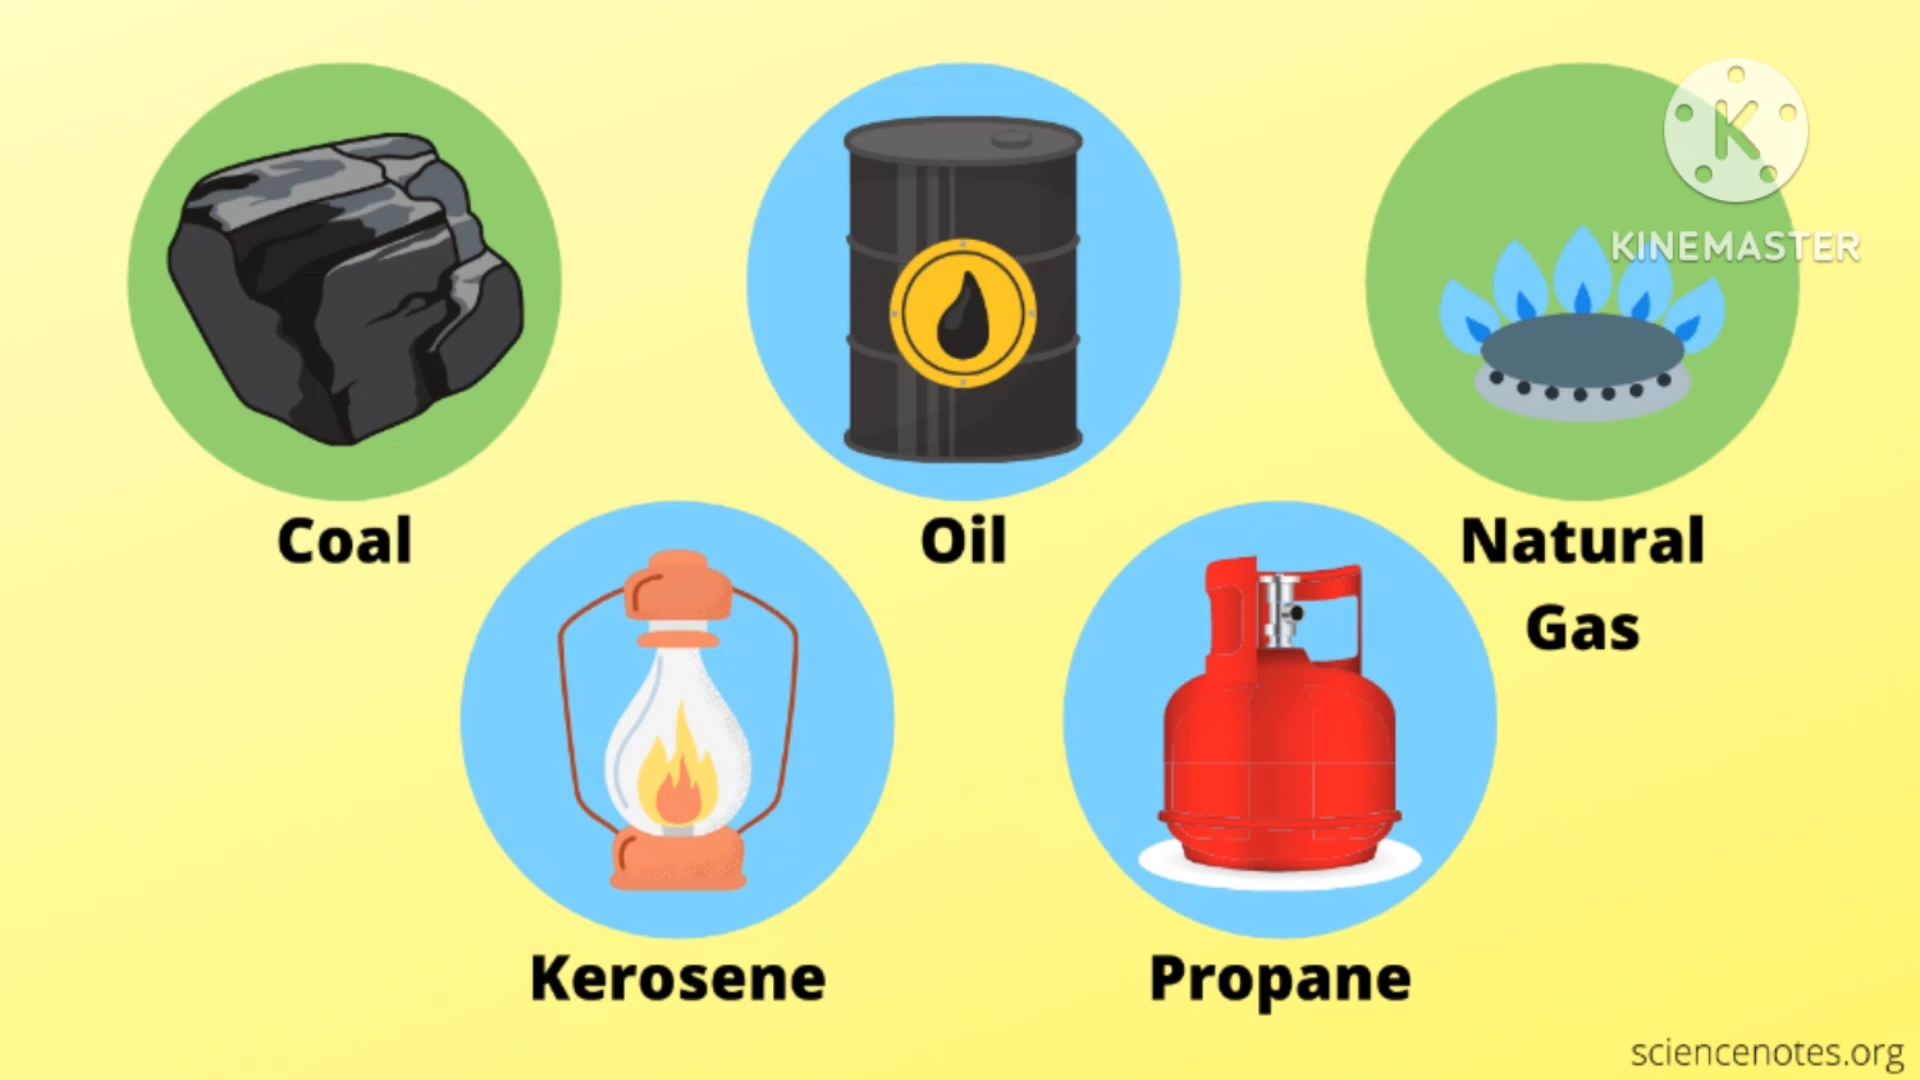 K
KINEMASTER
Coal
Oil
Natural
Gas
Kerosene
Propane
sciencenotes.org